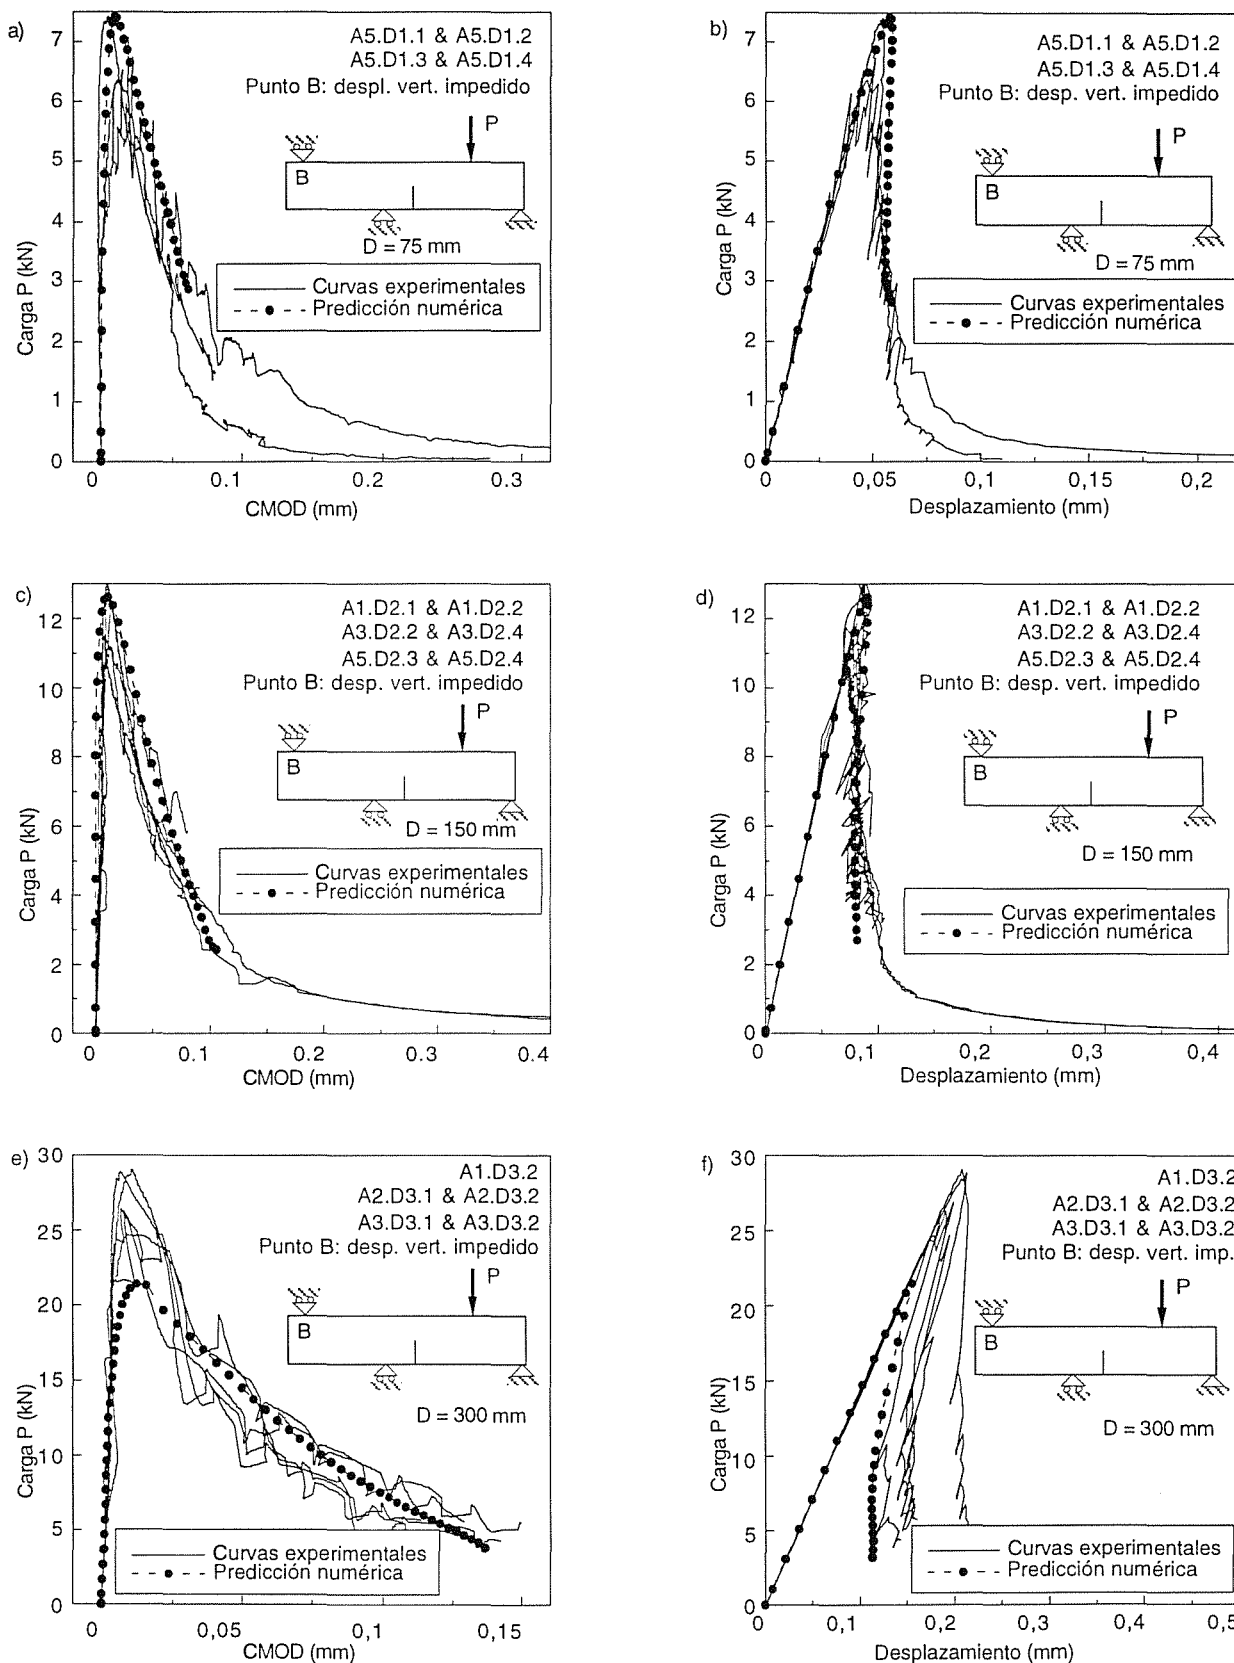 a)
A5.D1.1 & A5.D1.2
A5.D1.3 & A5.D1.4
Punto B: despl. vert. impedido
P
B
D = 75 mm
Curvas experimentales
Predicción numérica
Carga P (kN)
7
6
5
4
3
2
1
0
0 0.1 0.2 0.3
CMOD (mm)
b)
A5.D1.1 & A5.D1.2
A5.D1.3 & A5.D1.4
Punto B: desp. vert. impedido
P
B
D = 75 mm
Curvas experimentales
Predicción numérica
Carga P (kN)
7
6
5
4
3
2
1
0
0 0,05 0,1 0,15 0,2
Desplazamiento (mm)
c)
A1.D2.1 & A1.D2.2
A3.D2.2 & A3.D2.4
A5.D2.3 & A5.D2.4
Punto B: desp. vert. impedido
P
B
D = 150 mm
Curvas experimentales
Predicción numérica
Carga P (kN)
12
10
8
6
4
2
0
0 0.1 0.2 0.3 0.4
CMOD (mm)
d)
A1.D2.1 & A1.D2.2
A3.D2.2 & A3.D2.4
A5.D2.3 & A5.D2.4
Punto B: desp. vert. impedido
P
B
D = 150 mm
Curvas experimentales
Predicción numérica
Carga P (kN)
12
10
8
6
4
2
0
0 0,1 0,2 0,3 0,4
Desplazamiento (mm)
e)
A1.D3.2
A2.D3.1 & A2.D3.2
A3.D3.1 & A3.D3.2
Punto B: desp. vert. impedido
P
B
D = 300 mm
Curvas experimentales
Predicción numérica
Carga P (kN)
30
25
20
15
10
5
0
0 0,05 0,1 0,15
CMOD (mm)
f)
A1.D3.2
A2.D3.1 & A2.D3.2
A3.D3.1 & A3.D3.2
Punto B: desp. vert. imp.
P
B
D = 300 mm
Curvas experimentales
Predicción numérica
Carga P (kN)
30
25
20
15
10
5
0
0 0,1 0,2 0,3 0,4 0,5
Desplazamiento (mm)